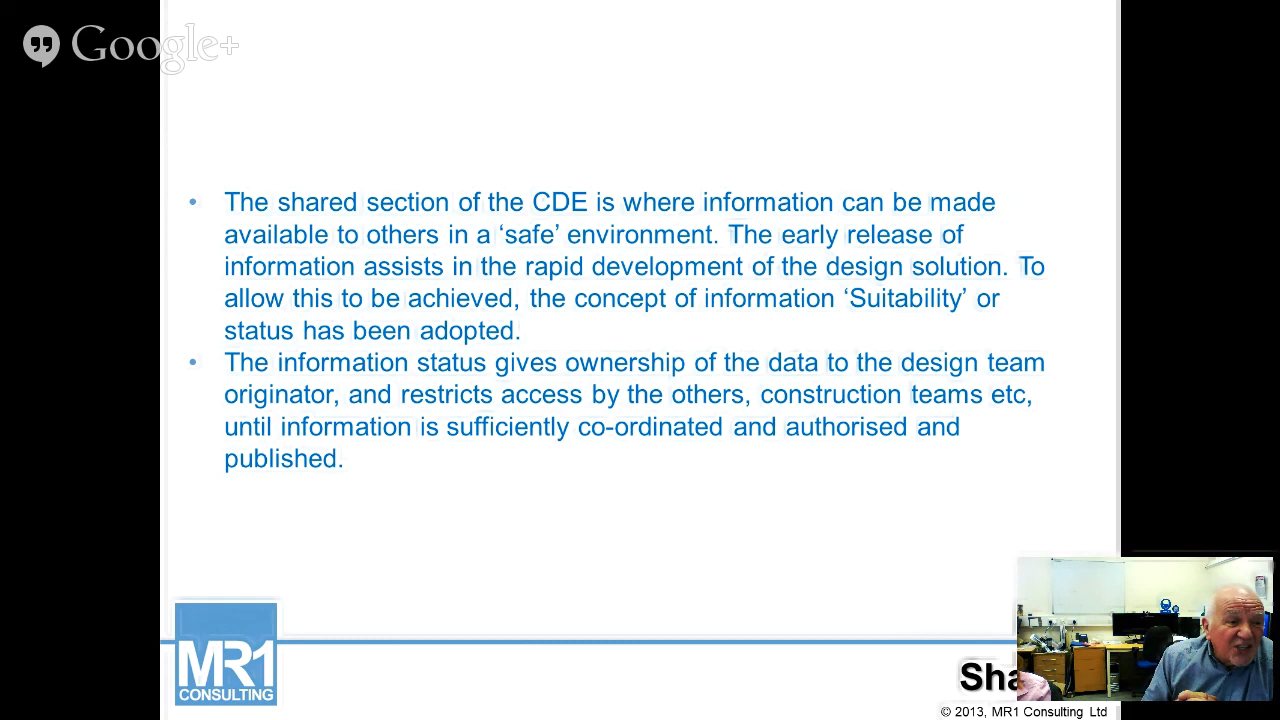 Google+
• The shared section of the CDE is where information can be made
available to others in a ‘safe’ environment. The early release of
information assists in the rapid development of the design solution. To
allow this to be achieved, the concept of information ‘Suitability’ or
status has been adopted.
• The information status gives ownership of the data to the design team
originator, and restricts access by the others, construction teams etc,
until information is sufficiently co-ordinated and authorised and
published.
MR1
CONSULTING
© 2013, MR1 Consulting Ltd